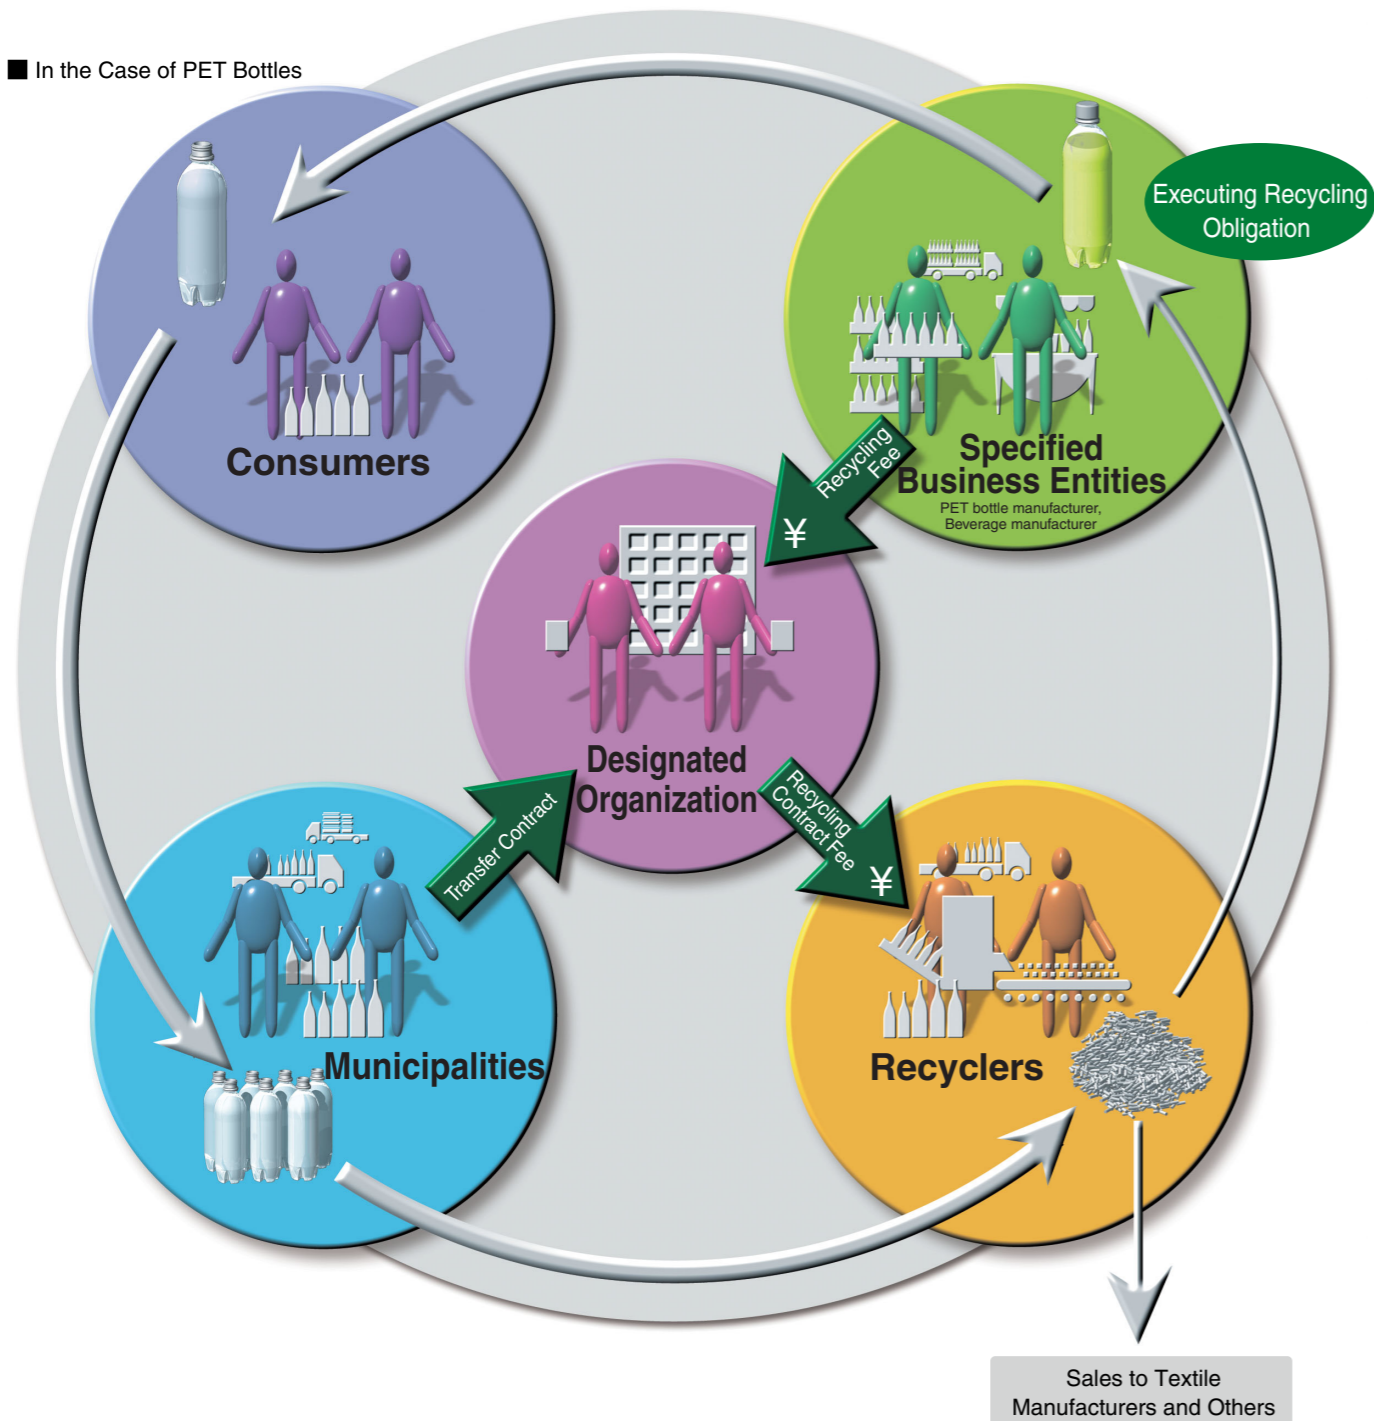 ■ In the Case of PET Bottles
Executing Recycling
Obligation
Consumers
Specified
Business Entities
PET bottle manufacturer,
Beverage manufacturer
Recycling
Fee
¥
Designated
Organization
Transfer Contract
Recycling
Contract Fee
¥
Municipalities
Recyclers
Sales to Textile
Manufacturers and Others